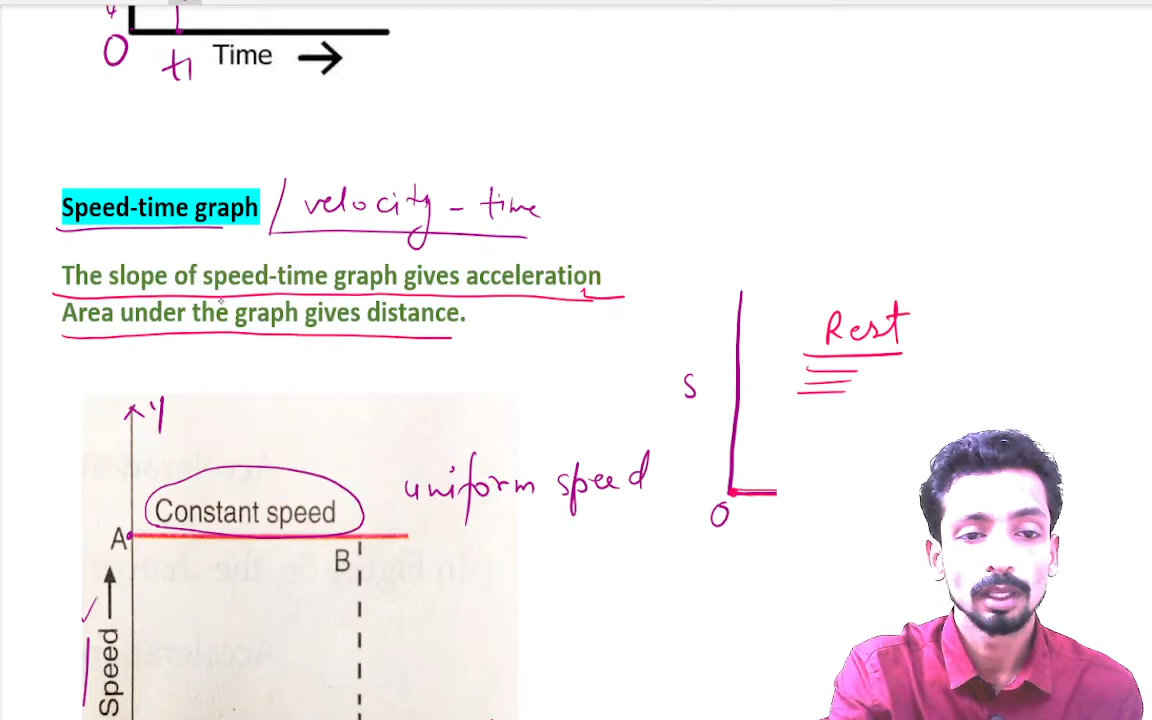 O t1 Time
Speed-time graph / velocity - time
The slope of speed-time graph gives acceleration
Area under the graph gives distance.
Rest
S
Y
uniform speed
Constant speed
O
A
B
Speed